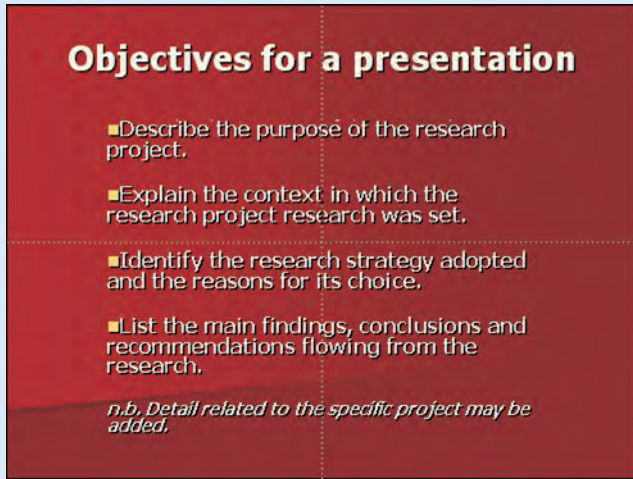 Objectives for a presentation
■Describe the purpose of the research
project.
■Explain the context in which the
research project research was set.
■Identify the research strategy adopted
and the reasons for its choice.
■List the main findings, conclusions and
recommendations flowing from the
research.
n.b. Detail related to the specific project may be
added.